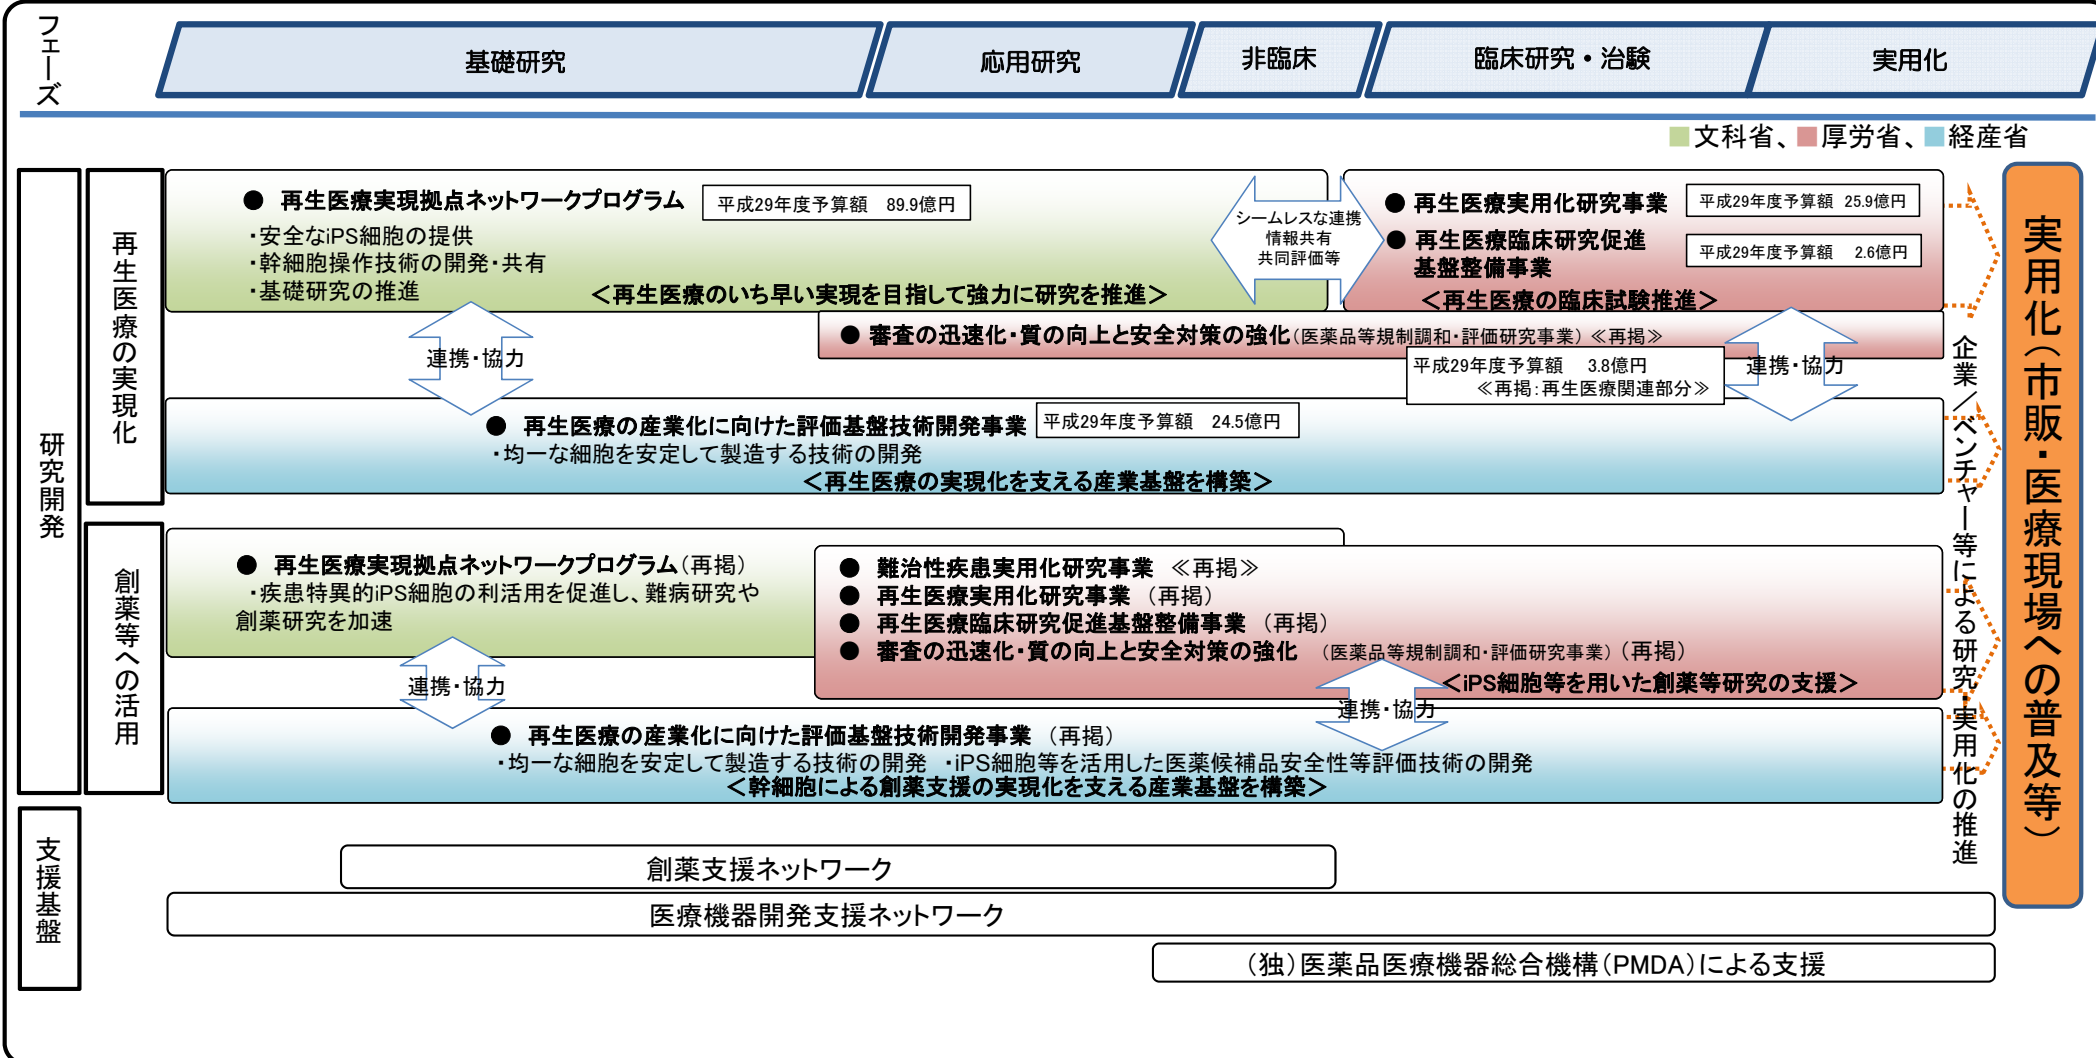 フェーズ
基礎研究
応用研究
非臨床
臨床研究・治験
実用化
文科省、厚労省、経産省
研究開発
再生医療の実現化
● 再生医療実現拠点ネットワークプログラム
平成29年度予算額 89.9億円
・安全なiPS細胞の提供
・幹細胞操作技術の開発・共有
・基礎研究の推進
＜再生医療のいち早い実現を目指して強力に研究を推進＞
シームレスな連携
情報共有
共同評価等
● 再生医療実用化研究事業
平成29年度予算額 25.9億円
● 再生医療臨床研究促進
基盤整備事業
平成29年度予算額 2.6億円
＜再生医療の臨床試験推進＞
● 審査の迅速化・質の向上と安全対策の強化(医薬品等規制調和・評価研究事業) ≪再掲≫
平成29年度予算額 3.8億円
≪再掲：再生医療関連部分≫
連携・協力
連携・協力
● 再生医療の産業化に向けた評価基盤技術開発事業
平成29年度予算額 24.5億円
・均一な細胞を安定して製造する技術の開発
＜再生医療の実現化を支える産業基盤を構築＞
創薬等への活用
● 再生医療実現拠点ネットワークプログラム（再掲）
・疾患特異的iPS細胞の利活用を促進し、難病研究や
創薬研究を加速
● 難治性疾患実用化研究事業 ≪再掲≫
● 再生医療実用化研究事業 （再掲）
● 再生医療臨床研究促進基盤整備事業 （再掲）
● 審査の迅速化・質の向上と安全対策の強化 （医薬品等規制調和・評価研究事業）（再掲）
＜iPS細胞等を用いた創薬等研究の支援＞
連携・協力
連携・協力
● 再生医療の産業化に向けた評価基盤技術開発事業 （再掲）
・均一な細胞を安定して製造する技術の開発 ・iPS細胞等を活用した医薬候補品安全性等評価技術の開発
＜幹細胞による創薬支援の実現化を支える産業基盤を構築＞
企業／ベンチャー等による研究・実用化の推進
実用化（市販・医療現場への普及等）
支援基盤
創薬支援ネットワーク
医療機器開発支援ネットワーク
（独）医薬品医療機器総合機構（PMDA）による支援